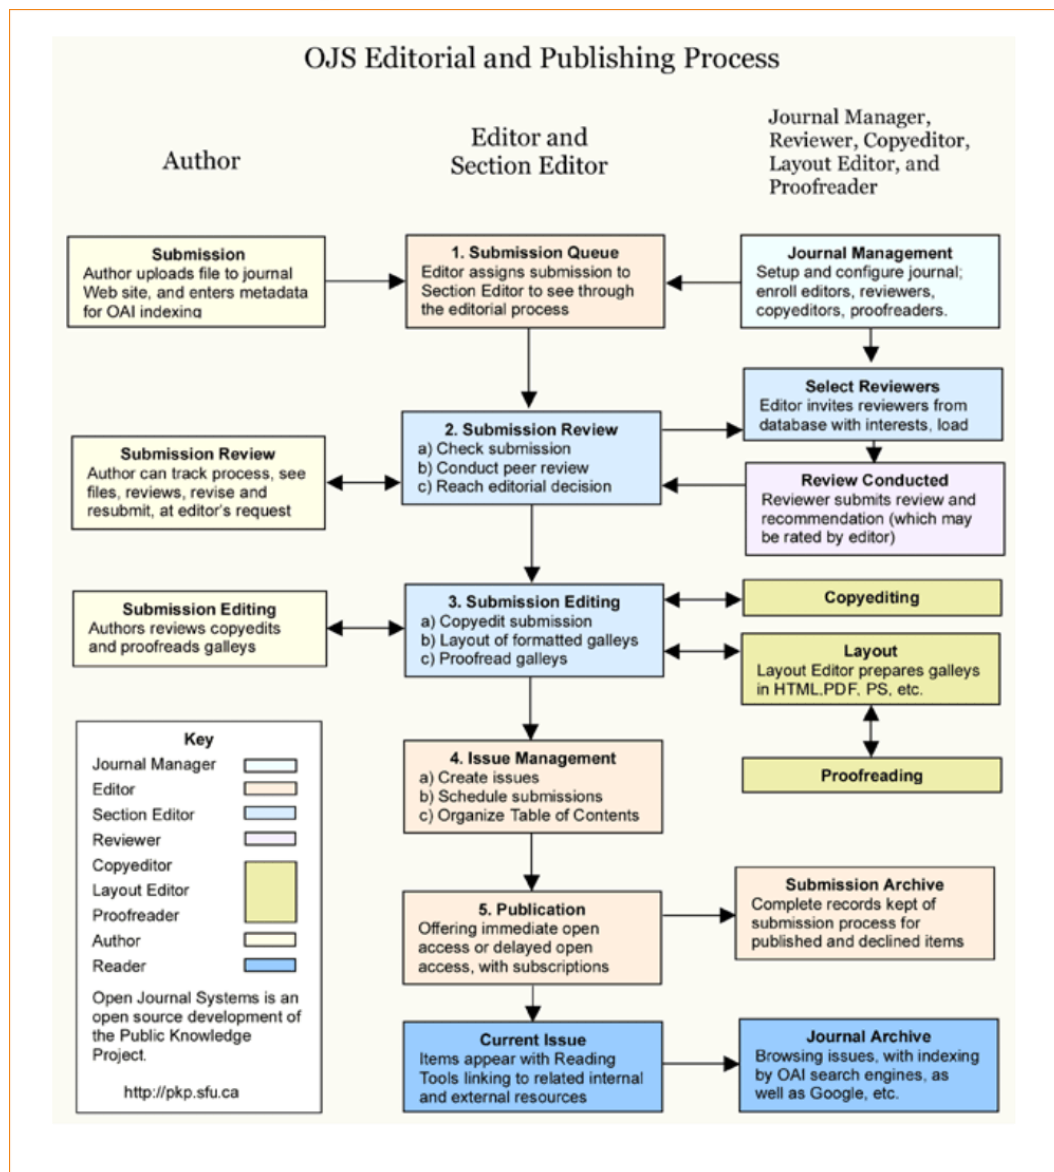 OJS Editorial and Publishing Process
Author
Editor and
Section Editor
Journal Manager,
Reviewer, Copyeditor,
Layout Editor, and
Proofreader
Submission
Author uploads file to journal
Web site, and enters metadata
for OAI indexing
1. Submission Queue
Editor assigns submission to
Section Editor to see through
the editorial process
Journal Management
Setup and configure journal;
enroll editors, reviewers,
copyeditors, proofreaders.
Select Reviewers
Editor invites reviewers from
database with interests, load
Submission Review
Author can track process, see
files, reviews, revise and
resubmit, at editor's request
2. Submission Review
a) Check submission
b) Conduct peer review
c) Reach editorial decision
Review Conducted
Reviewer submits review and
recommendation (which may
be rated by editor)
Submission Editing
Authors reviews copyedits
and proofreads galleys
3. Submission Editing
a) Copyedit submission
b) Layout of formatted galleys
c) Proofread galleys
Copyediting
Layout
Layout Editor prepares galleys
in HTML,PDF, PS, etc.
Proofreading
4. Issue Management
a) Create issues
b) Schedule submissions
c) Organize Table of Contents
5. Publication
Offering immediate open
access or delayed open
access, with subscriptions
Submission Archive
Complete records kept of
submission process for
published and declined items
Current Issue
Items appear with Reading
Tools linking to related internal
and external resources
Journal Archive
Browsing issues, with indexing
by OAI search engines, as
well as Google, etc.
Key
Journal Manager
Editor
Section Editor
Reviewer
Copyeditor
Layout Editor
Proofreader
Author
Reader
Open Journal Systems is an
open source development of
the Public Knowledge
Project.
http://pkp.sfu.ca